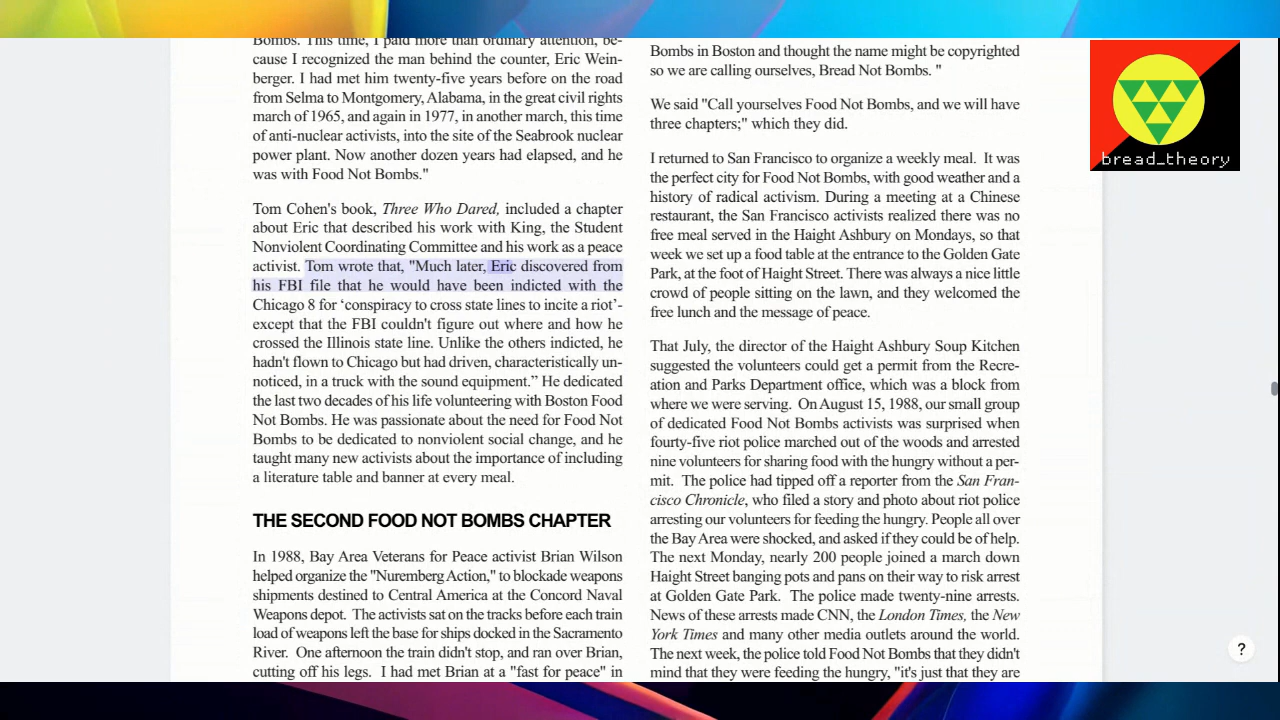 Bombs. This time, I paid more than ordinary attention, be-
cause I recognized the man behind the counter, Eric Wein-
berger. I had met him twenty-five years before on the road
from Selma to Montgomery, Alabama, in the great civil rights
march of 1965, and again in 1977, in another march, this time
of anti-nuclear activists, into the site of the Seabrook nuclear
power plant. Now another dozen years had elapsed, and he
was with Food Not Bombs."
Tom Cohen's book, Three Who Dared, included a chapter
about Eric that described his work with King, the Student
Nonviolent Coordinating Committee and his work as a peace
activist. Tom wrote that, "Much later, Eric discovered from
his FBI file that he would have been indicted with the
Chicago 8 for ‘conspiracy to cross state lines to incite a riot’-
except that the FBI couldn't figure out where and how he
crossed the Illinois state line. Unlike the others indicted, he
hadn't flown to Chicago but had driven, characteristically un-
noticed, in a truck with the sound equipment.” He dedicated
the last two decades of his life volunteering with Boston Food
Not Bombs. He was passionate about the need for Food Not
Bombs to be dedicated to nonviolent social change, and he
taught many new activists about the importance of including
a literature table and banner at every meal.
THE SECOND FOOD NOT BOMBS CHAPTER
In 1988, Bay Area Veterans for Peace activist Brian Wilson
helped organize the "Nuremberg Action," to blockade weapons
shipments destined to Central America at the Concord Naval
Weapons depot. The activists sat on the tracks before each train
load of weapons left the base for ships docked in the Sacramento
River. One afternoon the train didn't stop, and ran over Brian,
cutting off his legs. I had met Brian at a "fast for peace" in
Bombs in Boston and thought the name might be copyrighted
so we are calling ourselves, Bread Not Bombs. "
We said "Call yourselves Food Not Bombs, and we will have
three chapters;" which they did.
I returned to San Francisco to organize a weekly meal. It was
the perfect city for Food Not Bombs, with good weather and a
history of radical activism. During a meeting at a Chinese
restaurant, the San Francisco activists realized there was no
free meal served in the Haight Ashbury on Mondays, so that
week we set up a food table at the entrance to the Golden Gate
Park, at the foot of Haight Street. There was always a nice little
crowd of people sitting on the lawn, and they welcomed the
free lunch and the message of peace.
That July, the director of the Haight Ashbury Soup Kitchen
suggested the volunteers could get a permit from the Recre-
ation and Parks Department office, which was a block from
where we were serving. On August 15, 1988, our small group
of dedicated Food Not Bombs activists was surprised when
fourty-five riot police marched out of the woods and arrested
nine volunteers for sharing food with the hungry without a per-
mit. The police had tipped off a reporter from the San Fran-
cisco Chronicle, who filed a story and photo about riot police
arresting our volunteers for feeding the hungry. People all over
the Bay Area were shocked, and asked if they could be of help.
The next Monday, nearly 200 people joined a march down
Haight Street banging pots and pans on their way to risk arrest
at Golden Gate Park. The police made twenty-nine arrests.
News of these arrests made CNN, the London Times, the New
York Times and many other media outlets around the world.
The next week, the police told Food Not Bombs that they didn't
mind that they were feeding the hungry, "it's just that they are
bread_theory
?